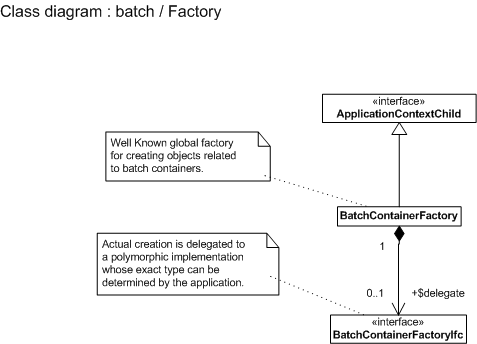 Class diagram : batch / Factory
«interface»
ApplicationContextChild
Well Known global factory
for creating objects related
to batch containers.
BatchContainerFactory
1
Actual creation is delegated to
a polymorphic implementation
whose exact type can be
determined by the application.
0..1
+$delegate
«interface»
BatchContainerFactoryIfc